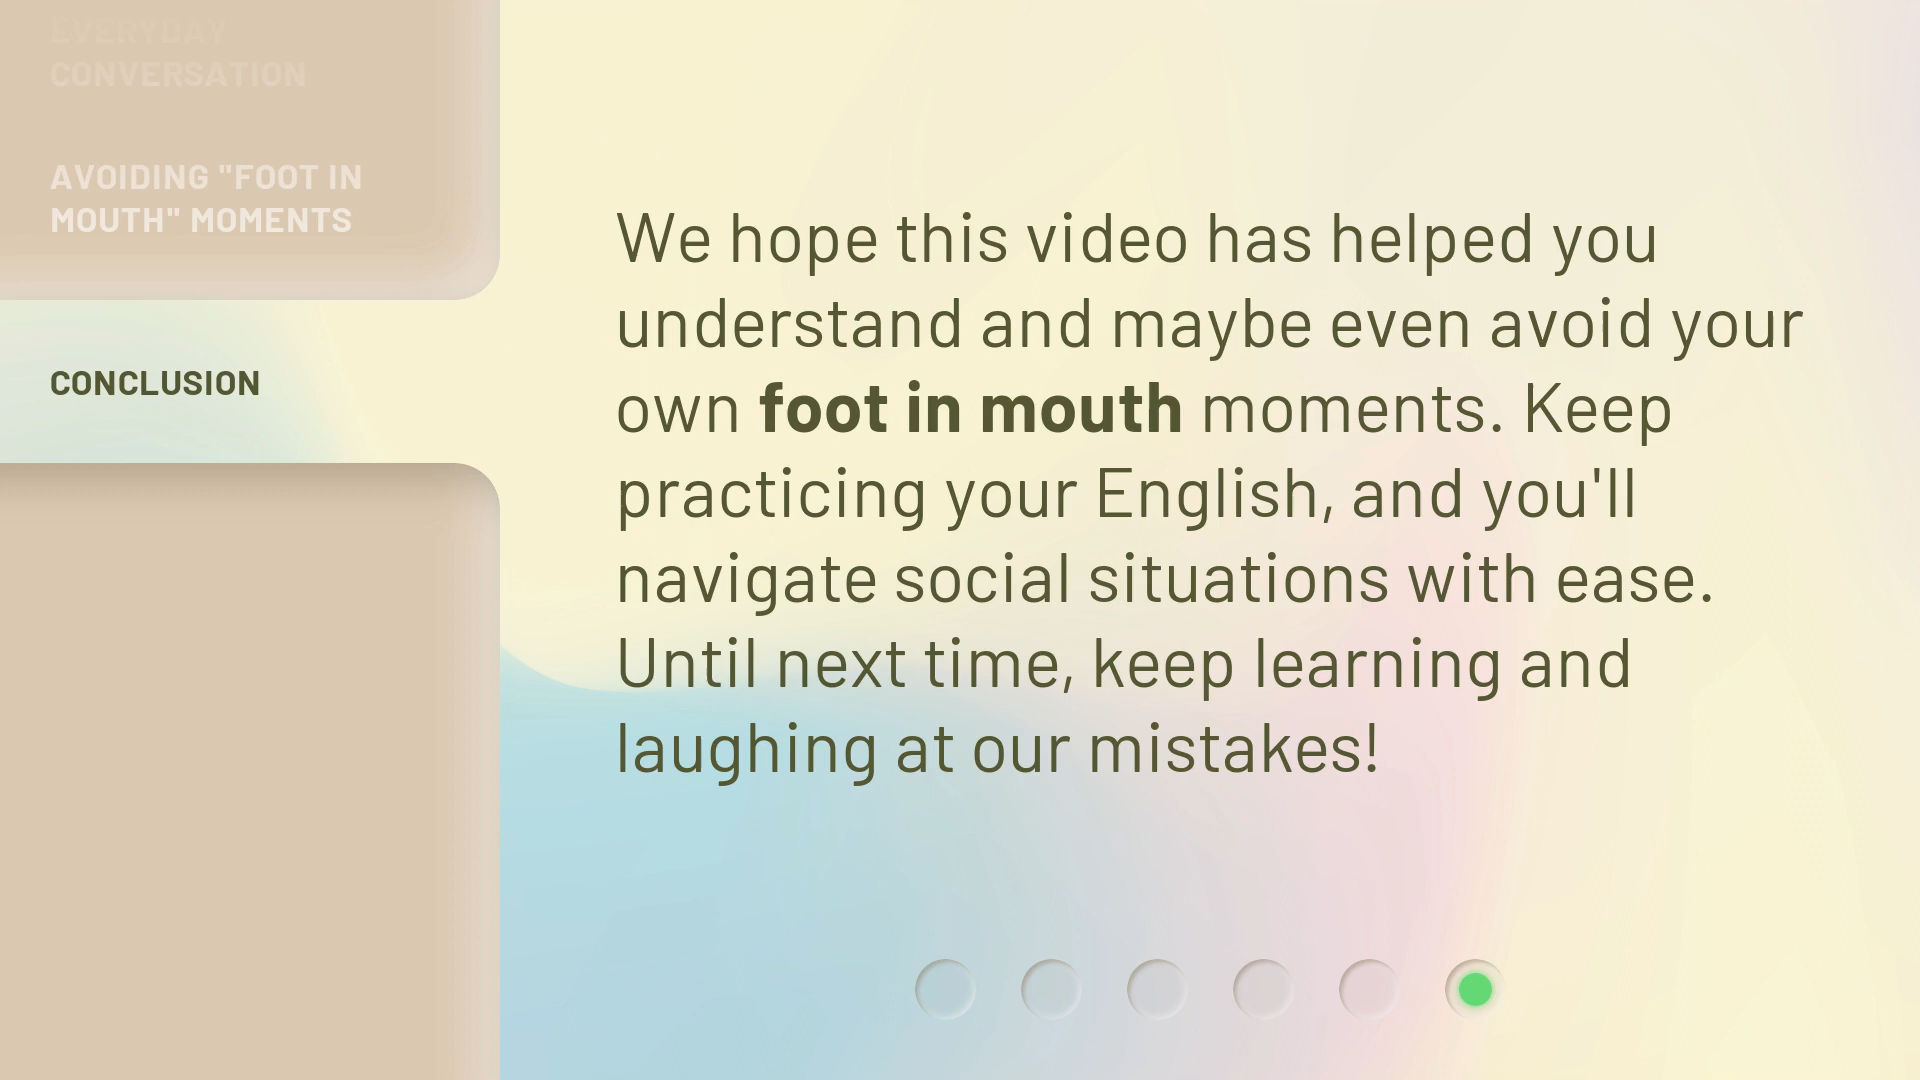 EVERYDAY
CONVERSATION
AVOIDING "FOOT IN
MOUTH" MOMENTS
CONCLUSION
We hope this video has helped you
understand and maybe even avoid your
own foot in mouth moments. Keep
practicing your English, and you'll
navigate social situations with ease.
Until next time, keep learning and
laughing at our mistakes!